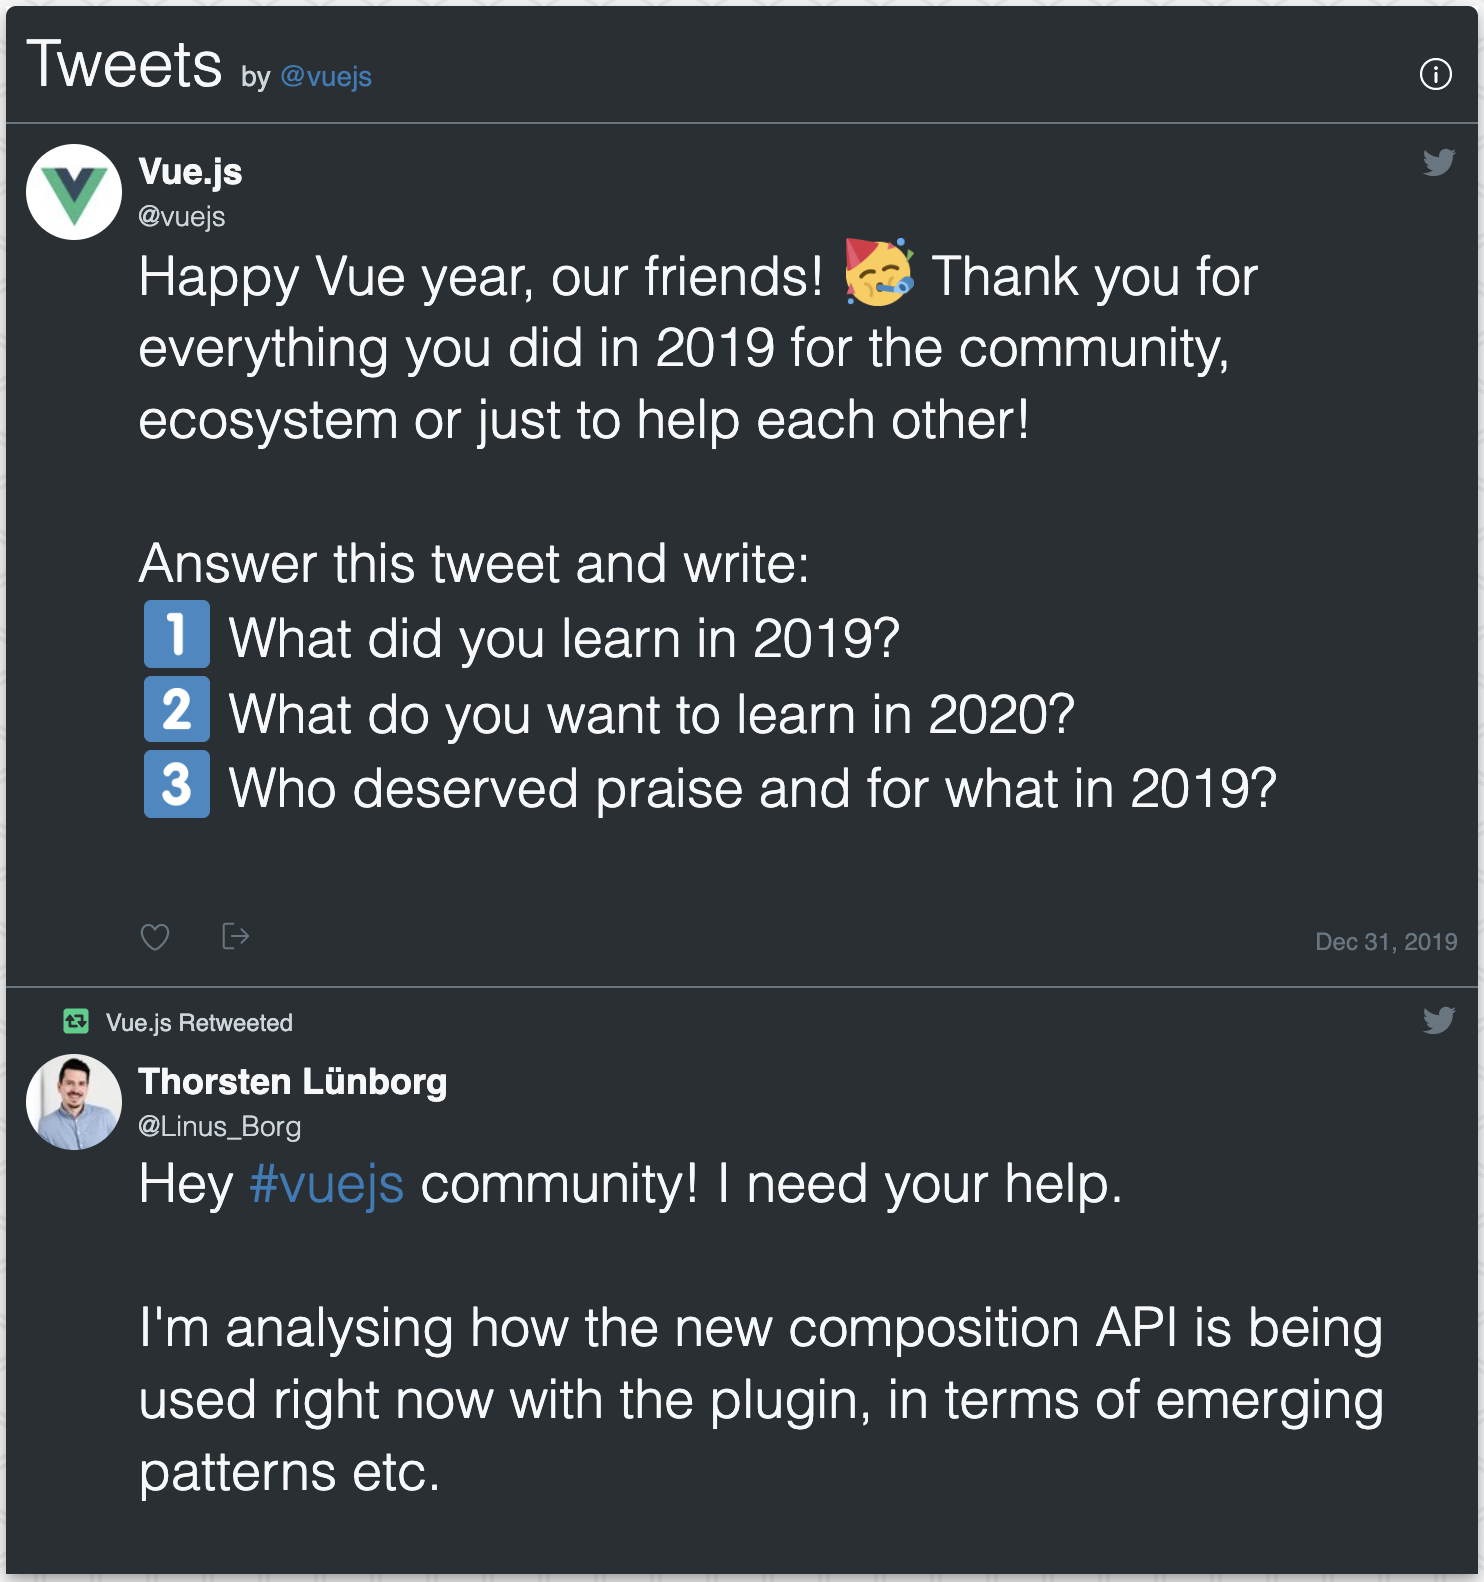 Tweets by @vuejs
Vue.js
@vuejs
Happy Vue year, our friends! 🥳 Thank you for
everything you did in 2019 for the community,
ecosystem or just to help each other!
Answer this tweet and write:
1️⃣ What did you learn in 2019?
2️⃣ What do you want to learn in 2020?
3️⃣ Who deserved praise and for what in 2019?
Dec 31, 2019
Vue.js Retweeted
Thorsten Lünborg
@Linus_Borg
Hey #vuejs community! I need your help.
I'm analysing how the new composition API is being
used right now with the plugin, in terms of emerging
patterns etc.